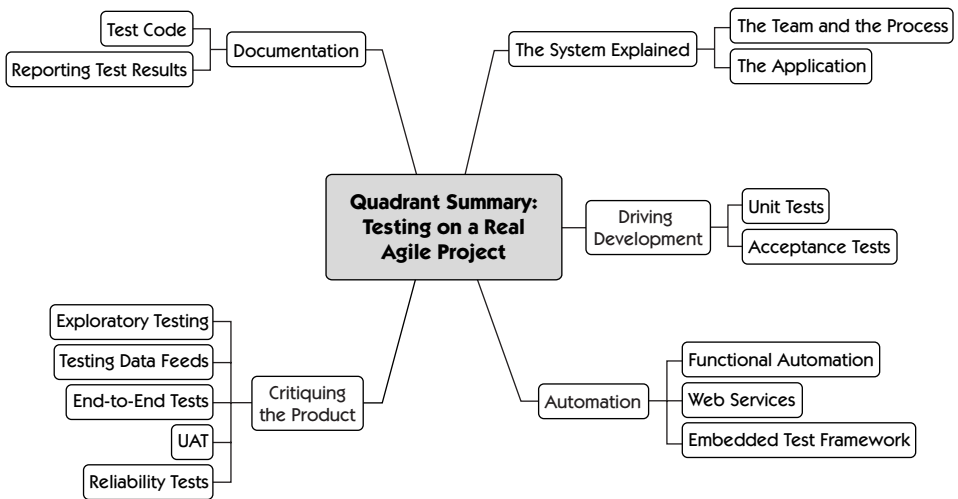 Test Code
Reporting Test Results
Documentation
The System Explained
The Team and the Process
The Application
Quadrant Summary:
Testing on a Real
Agile Project
Driving
Development
Unit Tests
Acceptance Tests
Exploratory Testing
Testing Data Feeds
End-to-End Tests
UAT
Reliability Tests
Critiquing
the Product
Automation
Functional Automation
Web Services
Embedded Test Framework